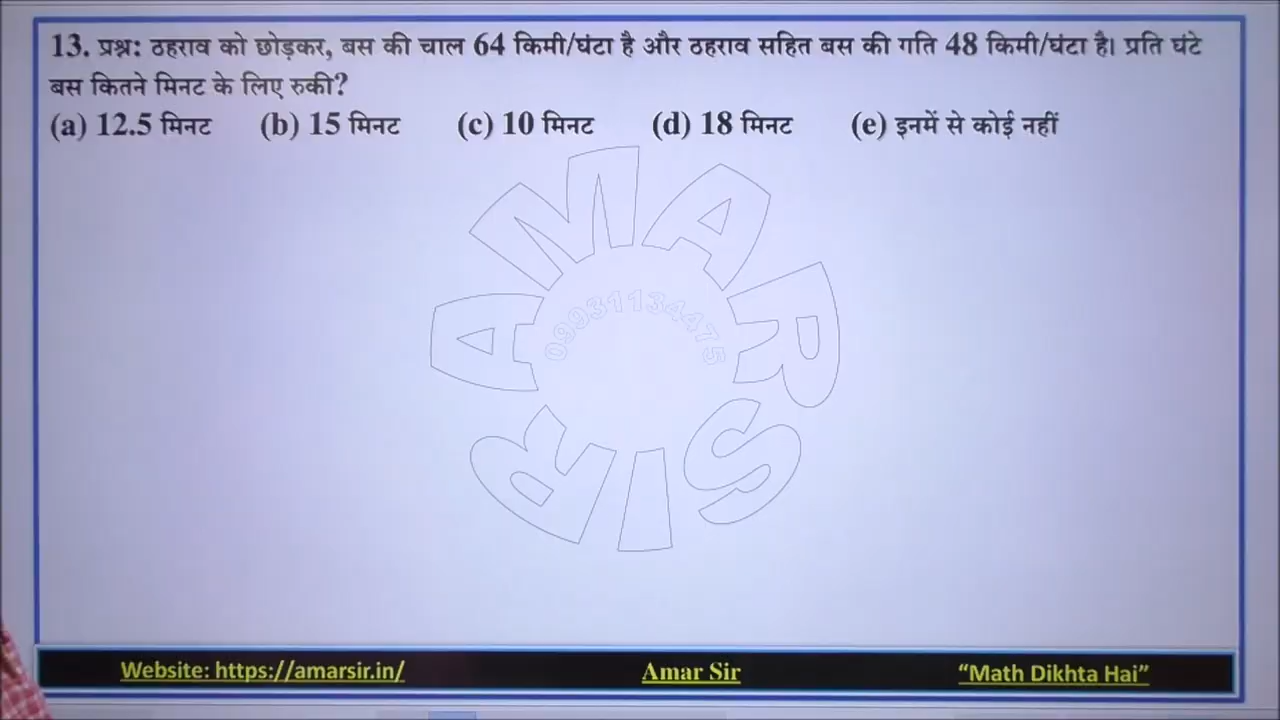 13. प्रश्न: ठहराव को छोड़कर, बस की चाल 64 किमी/घंटा है और ठहराव सहित बस की गति 48 किमी/घंटा है। प्रति घंटे
बस कितने मिनट के लिए रुकी?
(a) 12.5 मिनट (b) 15 मिनट (c) 10 मिनट (d) 18 मिनट (e) इनमें से कोई नहीं
AMAR SIR
09931134475
Website: https://amarsir.in/ Amar Sir “Math Dikhta Hai”